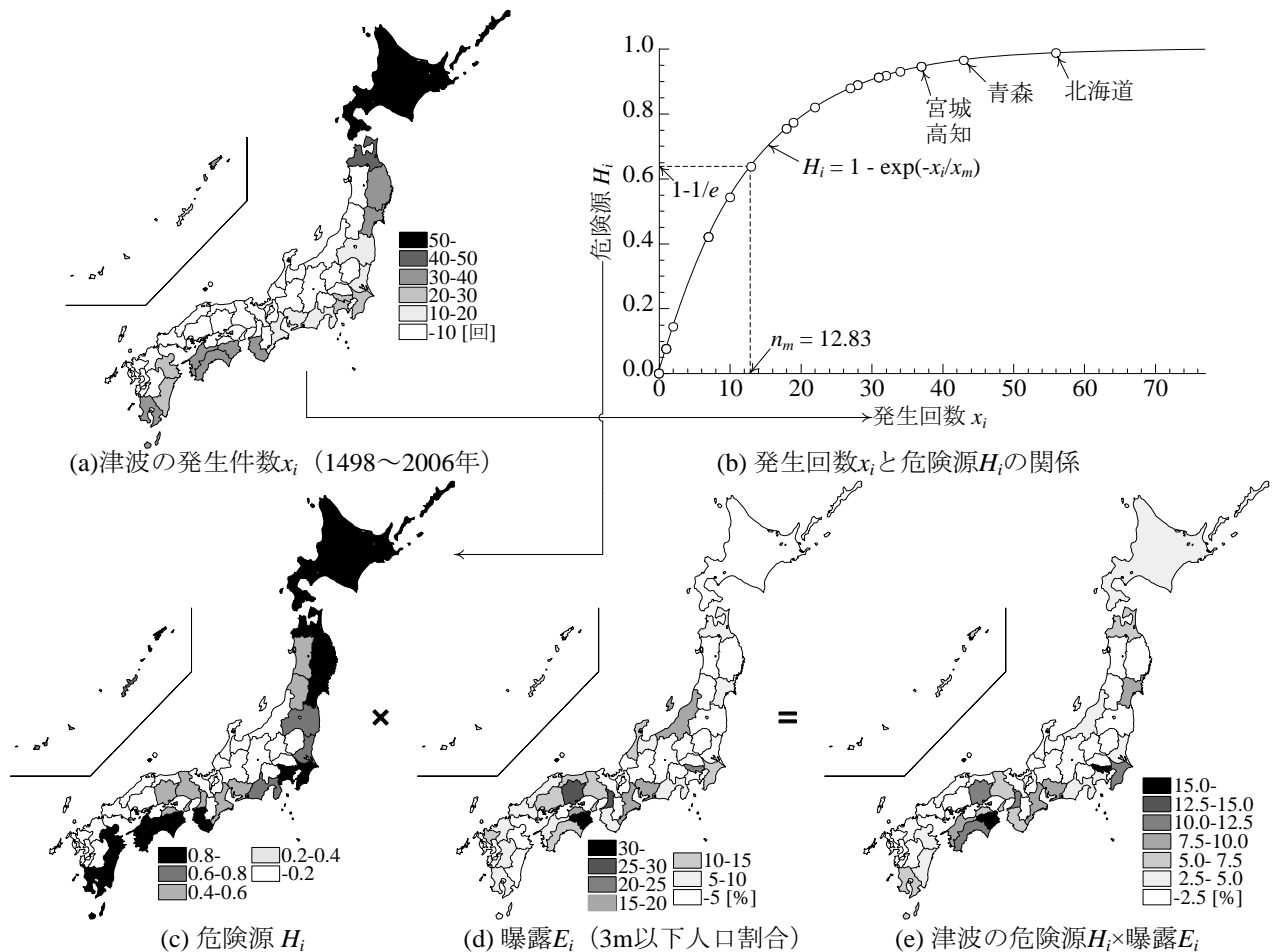 50-
40-50
30-40
20-30
10-20
-10 [回]
(a)津波の発生件数xi（1498～2006年）
1.0
0.8
0.6
0.4
0.2
0.0
危険源 Hi
1-1/e
北海道
青森
宮城
高知
Hi = 1 - exp(-xi/xm)
nm = 12.83
0 10 20 30 40 50 60 70
発生回数 xi
(b) 発生回数xiと危険源Hiの関係
0.8-
0.6-0.8
0.4-0.6
0.2-0.4
-0.2
(c) 危険源 Hi
×
30-
25-30
20-25
15-20
10-15
5-10
-5 [%]
(d) 曝露Ei（3m以下人口割合）
=
15.0-
12.5-15.0
10.0-12.5
7.5-10.0
5.0- 7.5
2.5- 5.0
-2.5 [%]
(e) 津波の危険源Hi×曝露Ei